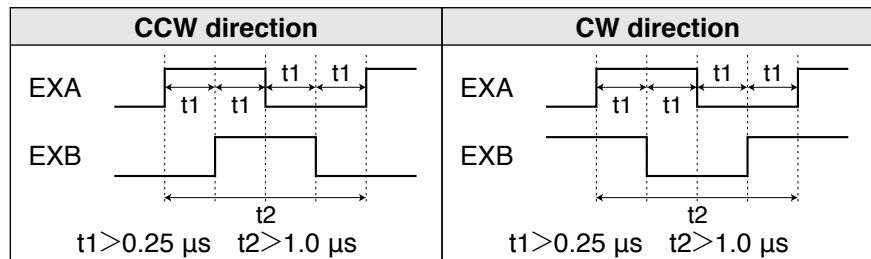 CCW direction
CW direction
EXA
t1
t1
t1
t1
EXB
t2
t1>0.25 µs t2>1.0 µs
EXA
t1
t1
t1
t1
EXB
t2
t1>0.25 µs t2>1.0 µs